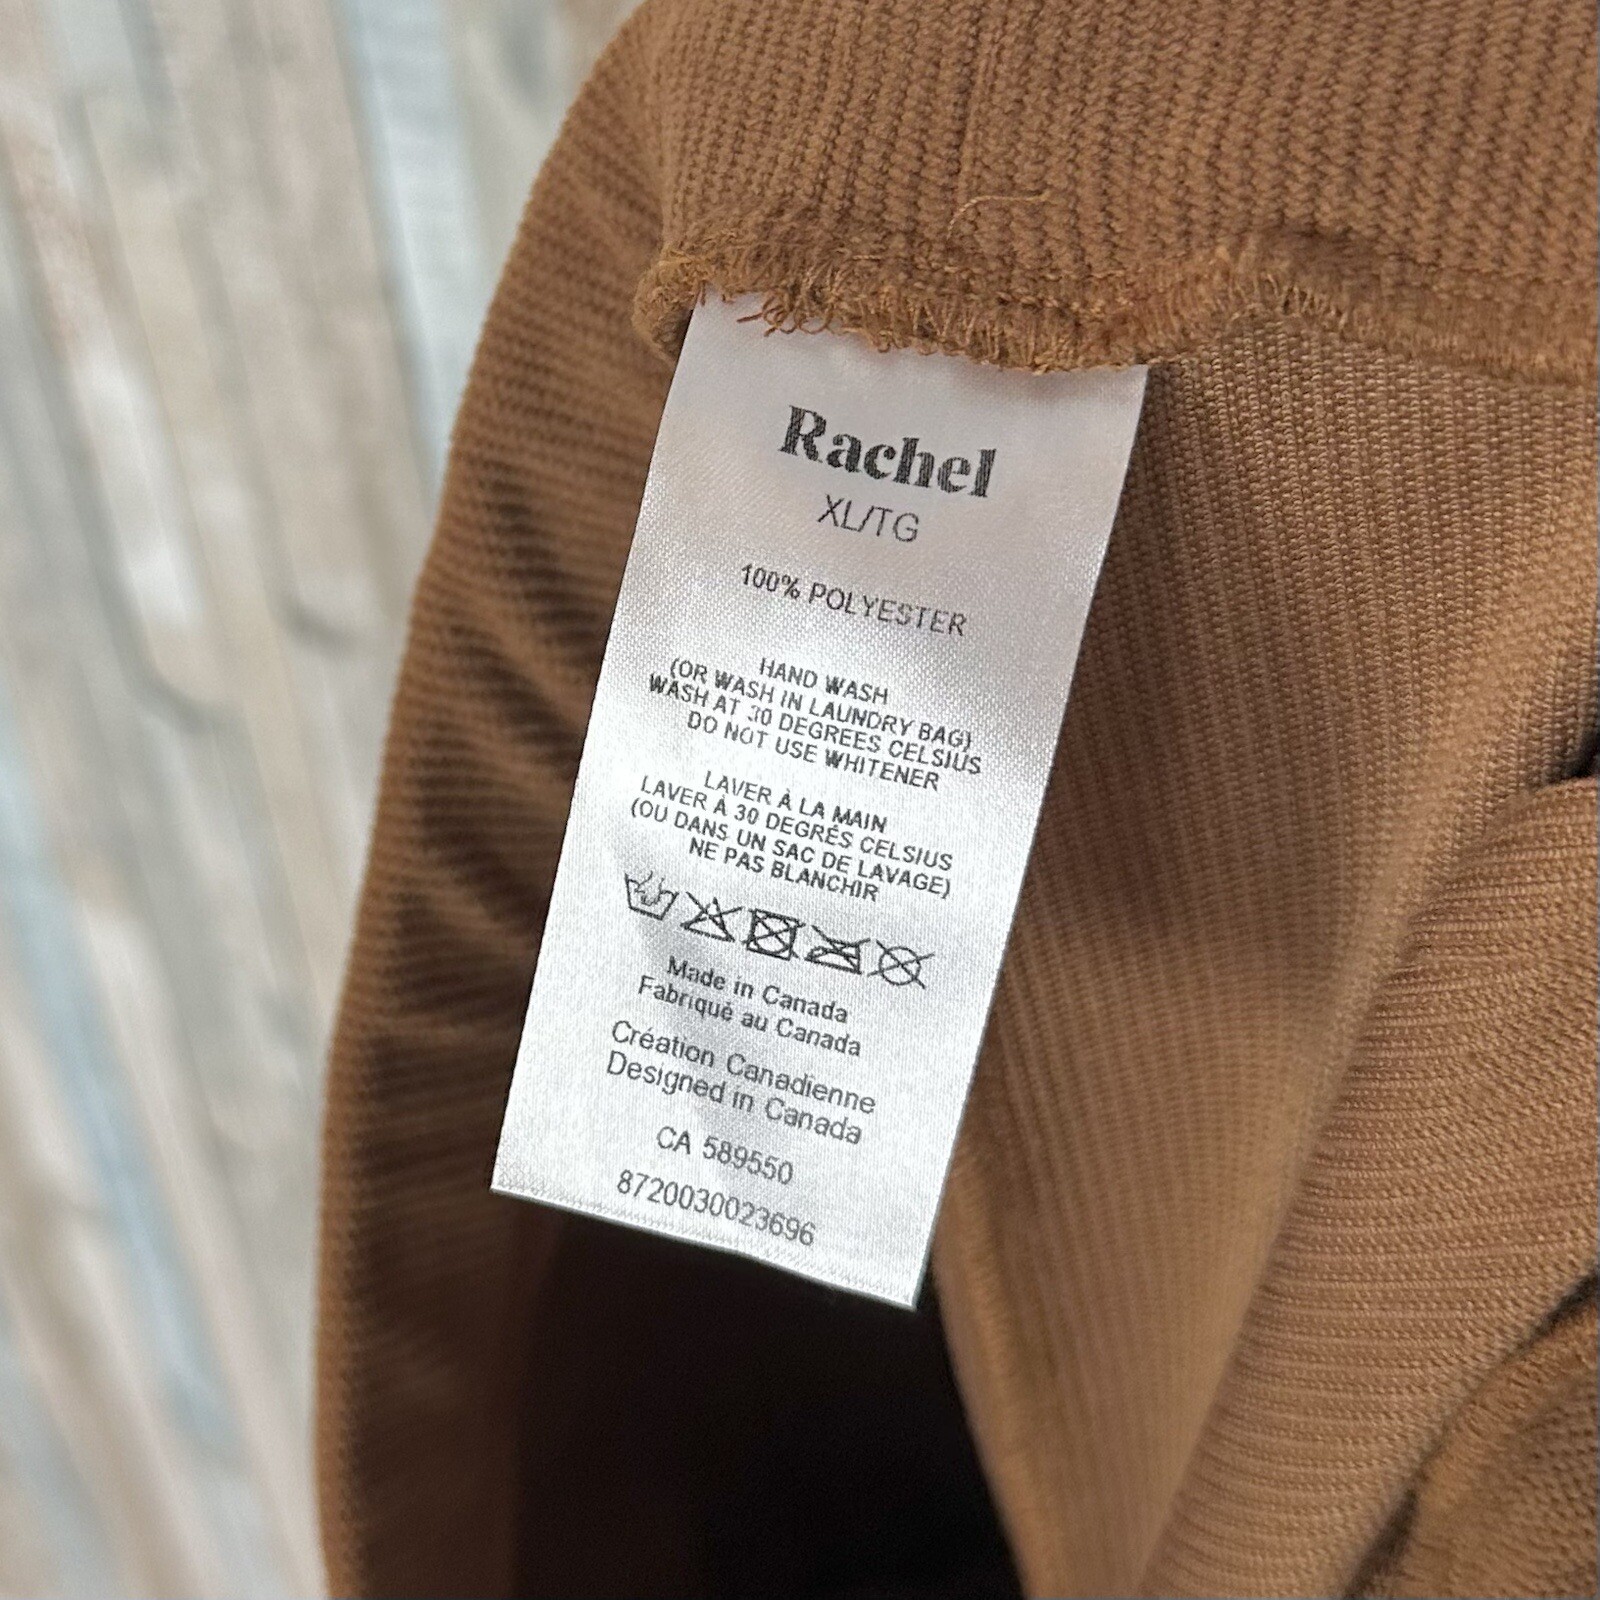 Rachel
XL/TG
100% POLYESTER
HAND WASH
(OR WASH IN LAUNDRY BAG)
WASH AT 30 DEGREES CELSIUS
DO NOT USE WHITENER
LAVER À LA MAIN
LAVER À 30 DEGRÉS CELSIUS
(OU DANS UN SAC DE LAVAGE)
NE PAS BLANCHIR
Made in Canada
Fabriqué au Canada
Création Canadienne
Designed in Canada
CA 589550
8720030023696